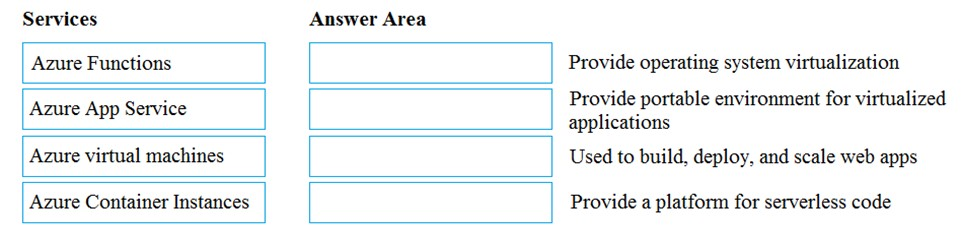 Services
Answer Area
Azure Functions
Provide operating system virtualization
Azure App Service
Provide portable environment for virtualized
applications
Azure virtual machines
Used to build, deploy, and scale web apps
Azure Container Instances
Provide a platform for serverless code